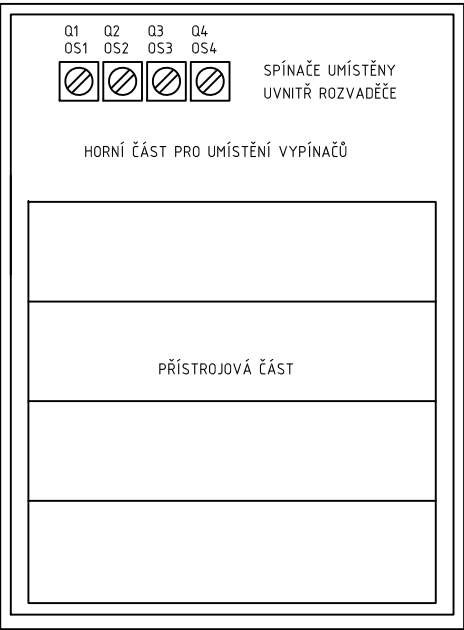 Q1 Q2 Q3 Q4
OS1 OS2 OS3 OS4
SPÍNAČE UMÍSTĚNY
UVNITŘ ROZVADĚČE
HORNÍ ČÁST PRO UMÍSTĚNÍ VYPÍNAČŮ
PŘÍSTROJOVÁ ČÁST